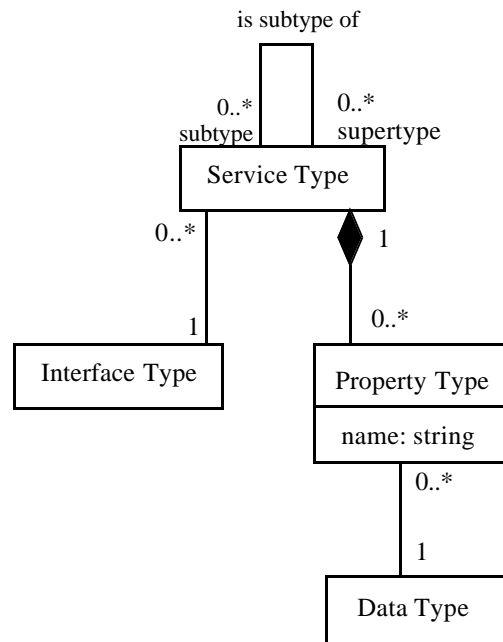 is subtype of
0..* 0..*
subtype supertype
Service Type
0..* 1
1 0..*
Interface Type Property Type
name: string
0..*
1
Data Type